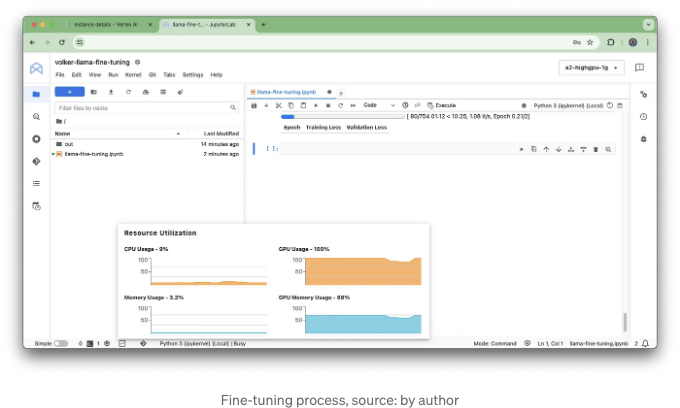 Instance details – Vertex AI
llama-fine-t... – JupyterLab
volker-llama-fine-tuning
File Edit View Run Kernel Git Tabs Settings Help
a2-highgpu-1g
Filter files by name
/
Name Last Modified
out 14 minutes ago
llama-fine-tuning.ipynb 2 minutes ago
llama-fine-tuning.ipynb
Code
Execute
Python 3 (ipykernel) (Local)
[ 80/754 01:12 < 10:25, 1.08 it/s, Epoch 0.21/2]
Epoch Training Loss Validation Loss
[ ]:
Resource Utilization
CPU Usage - 9%
100
50
GPU Usage - 100%
100
50
Memory Usage - 3.2%
100
50
GPU Memory Usage - 68%
100
50
Simple 0 1 Python 3 (ipykernel) (Local) | Busy Mode: Command Ln 1, Col 1 llama-fine-tuning.ipynb 2
Fine-tuning process, source: by author